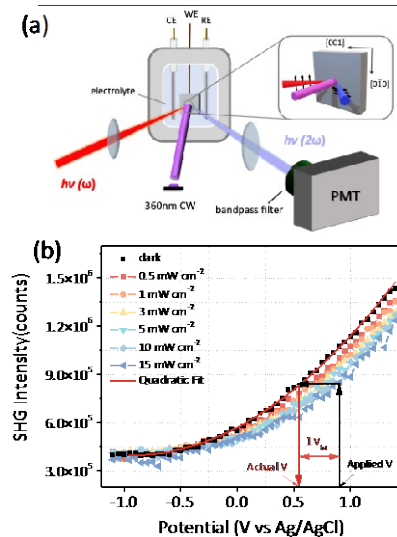 (a)
CE
WE
RE
electrolyte
[001]
[010]
hν (ω)
hν (2ω)
360nm CW
bandpass filter
PMT
(b)
SHG Intensity(counts)
1.5×10⁶
1.2×10⁶
9.0×10⁵
6.0×10⁵
3.0×10⁵
dark
0.5 mW cm⁻²
1 mW cm⁻²
3 mW cm⁻²
5 mW cm⁻²
10 mW cm⁻²
15 mW cm⁻²
Quadratic Fit
Actual V
Applied V
-1.0
-0.5
0.0
0.5
1.0
Potential (V vs Ag/AgCl)